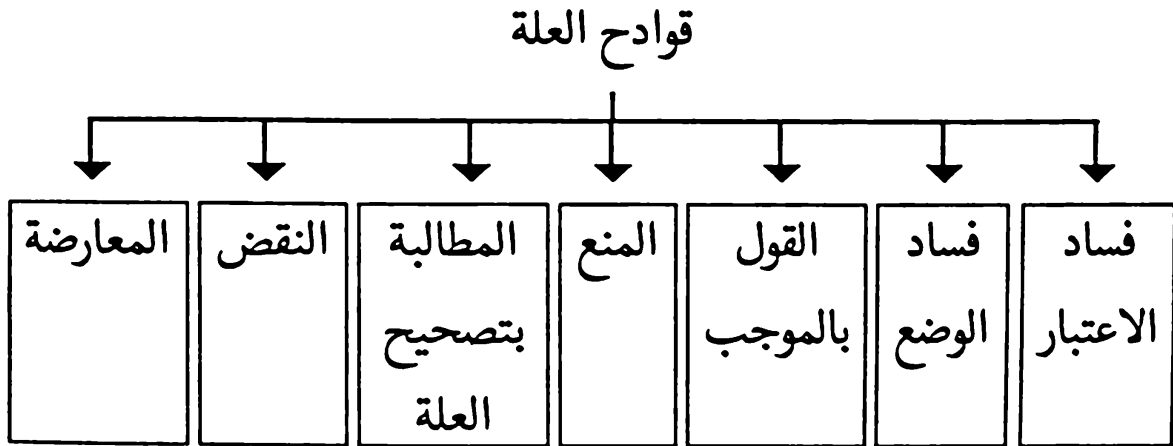 قوادح العلة
فساد
الاعتبار
فساد
الوضع
القول
بالموجب
المنع
المطالبة
بتصحيح
العلة
النقض
المعارضة